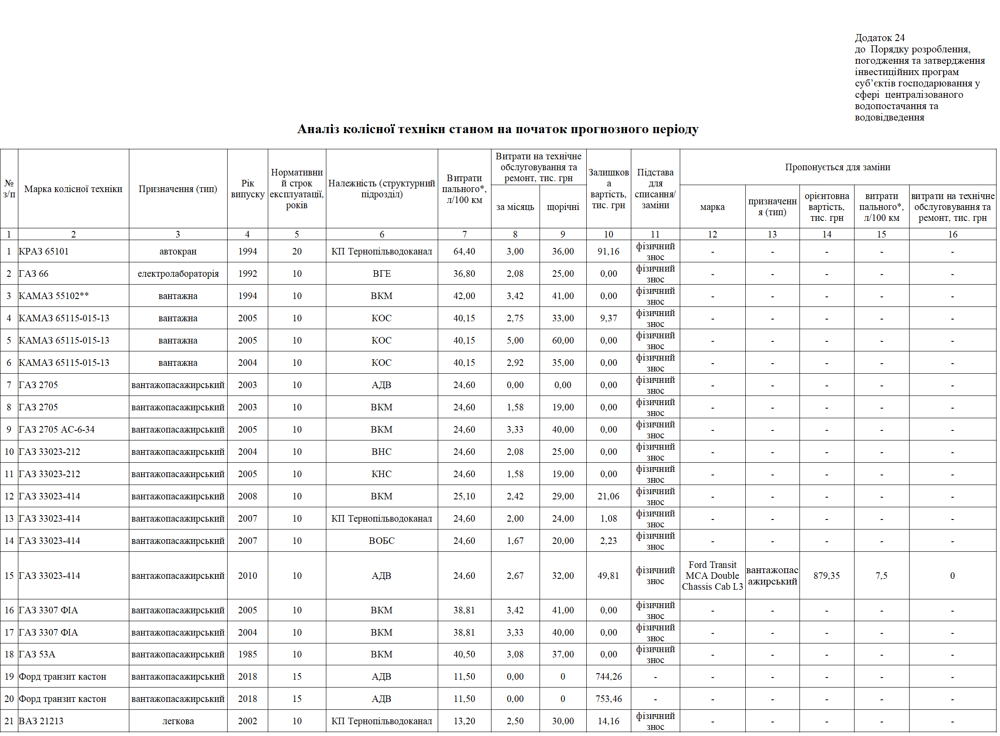 Додаток 24
до  Порядку розроблення,
погодження та затвердження
інвестиційних програм
суб’єктів господарювання у
сфері  централізованого
водопостачання та
водовідведення
Аналіз колісної техніки станом на початок прогнозного періоду
№ з/п | Марка колісної техніки | Призначення (тип) | Рік випуску | Нормативни й строк експлуатації, років | Належність (структурний підрозділ) | Витрати пального*, л/100 км | Витрати на технічне обслуговування та ремонт, тис. грн | Залишков а вартість, тис. грн | Підстава для списання/ заміни | Пропонується для заміни
за місяць | щорічні | марка | призначенн я (тип) | орієнтовна вартість, тис. грн | витрати пального*, л/100 км | витрати на технічне обслуговування та ремонт, тис. грн
1 | 2 | 3 | 4 | 5 | 6 | 7 | 8 | 9 | 10 | 11 | 12 | 13 | 14 | 15 | 16
1 | КРАЗ 65101 | автокран | 1994 | 20 | КП Тернопільводоканал | 64,40 | 3,00 | 36,00 | 91,16 | фізичний знос | - | - | - | - | -
2 | ГАЗ 66 | електролабораторія | 1992 | 10 | ВГЕ | 36,80 | 2,08 | 25,00 | 0,00 | фізичний знос | - | - | - | - | -
3 | КАМАЗ 55102** | вантажна | 1994 | 10 | ВКМ | 42,00 | 3,42 | 41,00 | 0,00 | фізичний знос | - | - | - | - | -
4 | КАМАЗ 65115-015-13 | вантажна | 2005 | 10 | КОС | 40,15 | 2,75 | 33,00 | 9,37 | фізичний знос | - | - | - | - | -
5 | КАМАЗ 65115-015-13 | вантажна | 2005 | 10 | КОС | 40,15 | 5,00 | 60,00 | 0,00 | фізичний знос | - | - | - | - | -
6 | КАМАЗ 65115-015-13 | вантажна | 2004 | 10 | КОС | 40,15 | 2,92 | 35,00 | 0,00 | фізичний знос | - | - | - | - | -
7 | ГАЗ 2705 | вантажопасажирський | 2003 | 10 | АДВ | 24,60 | 0,00 | 0,00 | 0,00 | фізичний знос | - | - | - | - | -
8 | ГАЗ 2705 | вантажопасажирський | 2003 | 10 | ВКМ | 24,60 | 1,58 | 19,00 | 0,00 | фізичний знос | - | - | - | - | -
9 | ГАЗ 2705 АС-6-34 | вантажопасажирський | 2005 | 10 | ВКМ | 24,60 | 3,33 | 40,00 | 0,00 | фізичний знос | - | - | - | - | -
10 | ГАЗ 33023-212 | вантажопасажирський | 2004 | 10 | ВНС | 24,60 | 2,08 | 25,00 | 0,00 | фізичний знос | - | - | - | - | -
11 | ГАЗ 33023-212 | вантажопасажирський | 2005 | 10 | КНС | 24,60 | 1,58 | 19,00 | 0,00 | фізичний знос | - | - | - | - | -
12 | ГАЗ 33023-414 | вантажопасажирський | 2008 | 10 | ВКМ | 25,10 | 2,42 | 29,00 | 21,06 | фізичний знос | - | - | - | - | -
13 | ГАЗ 33023-414 | вантажопасажирський | 2007 | 10 | КП Тернопільводоканал | 24,60 | 2,00 | 24,00 | 1,08 | фізичний знос | - | - | - | - | -
14 | ГАЗ 33023-414 | вантажопасажирський | 2007 | 10 | ВОБС | 24,60 | 1,67 | 20,00 | 2,23 | фізичний знос | - | - | - | - | -
15 | ГАЗ 33023-414 | вантажопасажирський | 2010 | 10 | АДВ | 24,60 | 2,67 | 32,00 | 49,81 | фізичний знос | Ford Transit MCA Double Chassis Cab L3 | вантажопас ажирський | 879,35 | 7,5 | 0
16 | ГАЗ 3307 ФІА | вантажопасажирський | 2005 | 10 | ВКМ | 38,81 | 3,42 | 41,00 | 0,00 | фізичний знос | - | - | - | - | -
17 | ГАЗ 3307 ФІА | вантажопасажирський | 2004 | 10 | ВКМ | 38,81 | 3,33 | 40,00 | 0,00 | фізичний знос | - | - | - | - | -
18 | ГАЗ 53А | вантажопасажирський | 1985 | 10 | ВКМ | 40,50 | 3,08 | 37,00 | 0,00 | фізичний знос | - | - | - | - | -
19 | Форд транзит кастон | вантажопасажирський | 2018 | 15 | АДВ | 11,50 | 0,00 | 0 | 744,26 | - | - | - | - | - | -
20 | Форд транзит кастон | вантажопасажирський | 2018 | 15 | АДВ | 11,50 | 0,00 | 0 | 753,46 | - | - | - | - | - | -
21 | ВАЗ 21213 | легкова | 2002 | 10 | КП Тернопільводоканал | 13,20 | 2,50 | 30,00 | 14,16 | фізичний знос | - | - | - | - | -